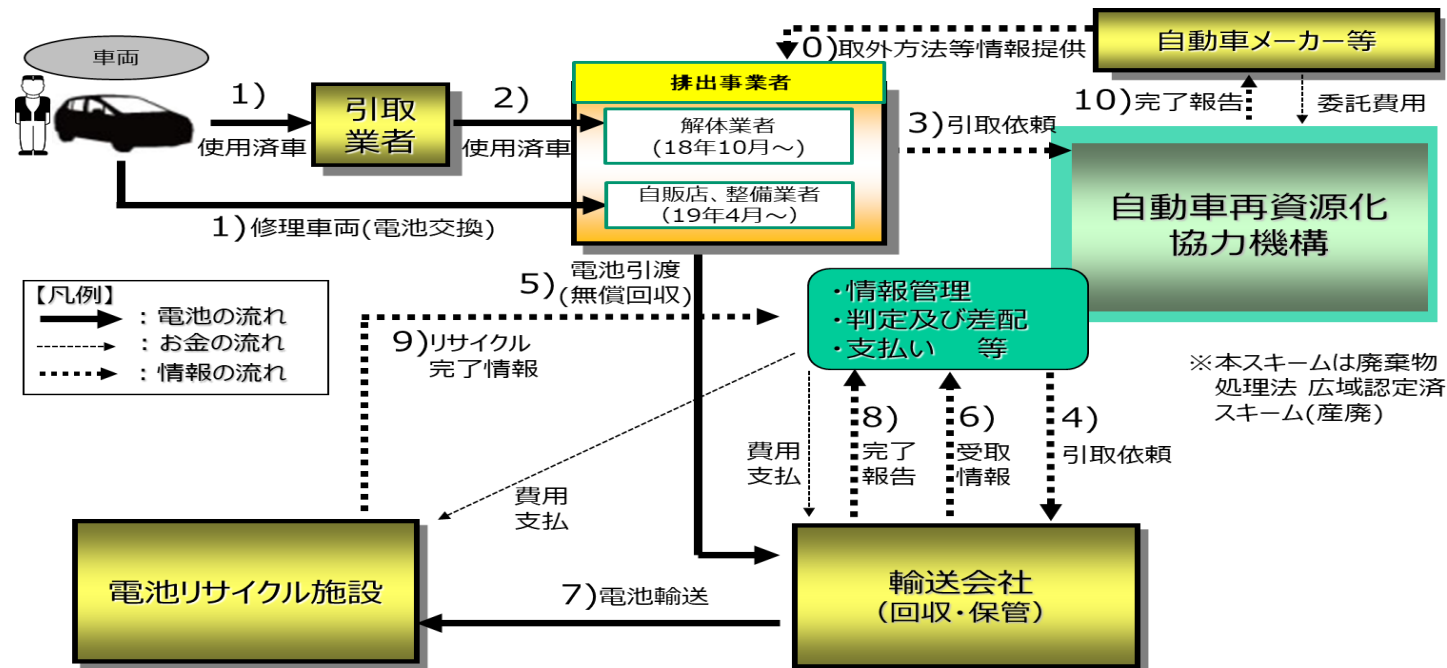 車両
1)
使用済車
引取
業者
2)
使用済車
排出事業者
解体業者
(18年10月～)
自販店、整備業者
(19年4月～)
1)修理車両(電池交換)
0)取外方法等情報提供
自動車メーカー等
10)完了報告
委託費用
3)引取依頼
自動車再資源化
協力機構
・情報管理
・判定及び差配
・支払い 等
※本スキームは廃棄物
処理法 広域認定済
スキーム(産廃)
【凡例】
：電池の流れ
：お金の流れ
：情報の流れ
5)電池引渡
(無償回収)
9)リサイクル
完了情報
費用
支払
費用
支払
8)
完了
報告
6)
受取
情報
4)
引取依頼
電池リサイクル施設
7)電池輸送
輸送会社
(回収・保管)